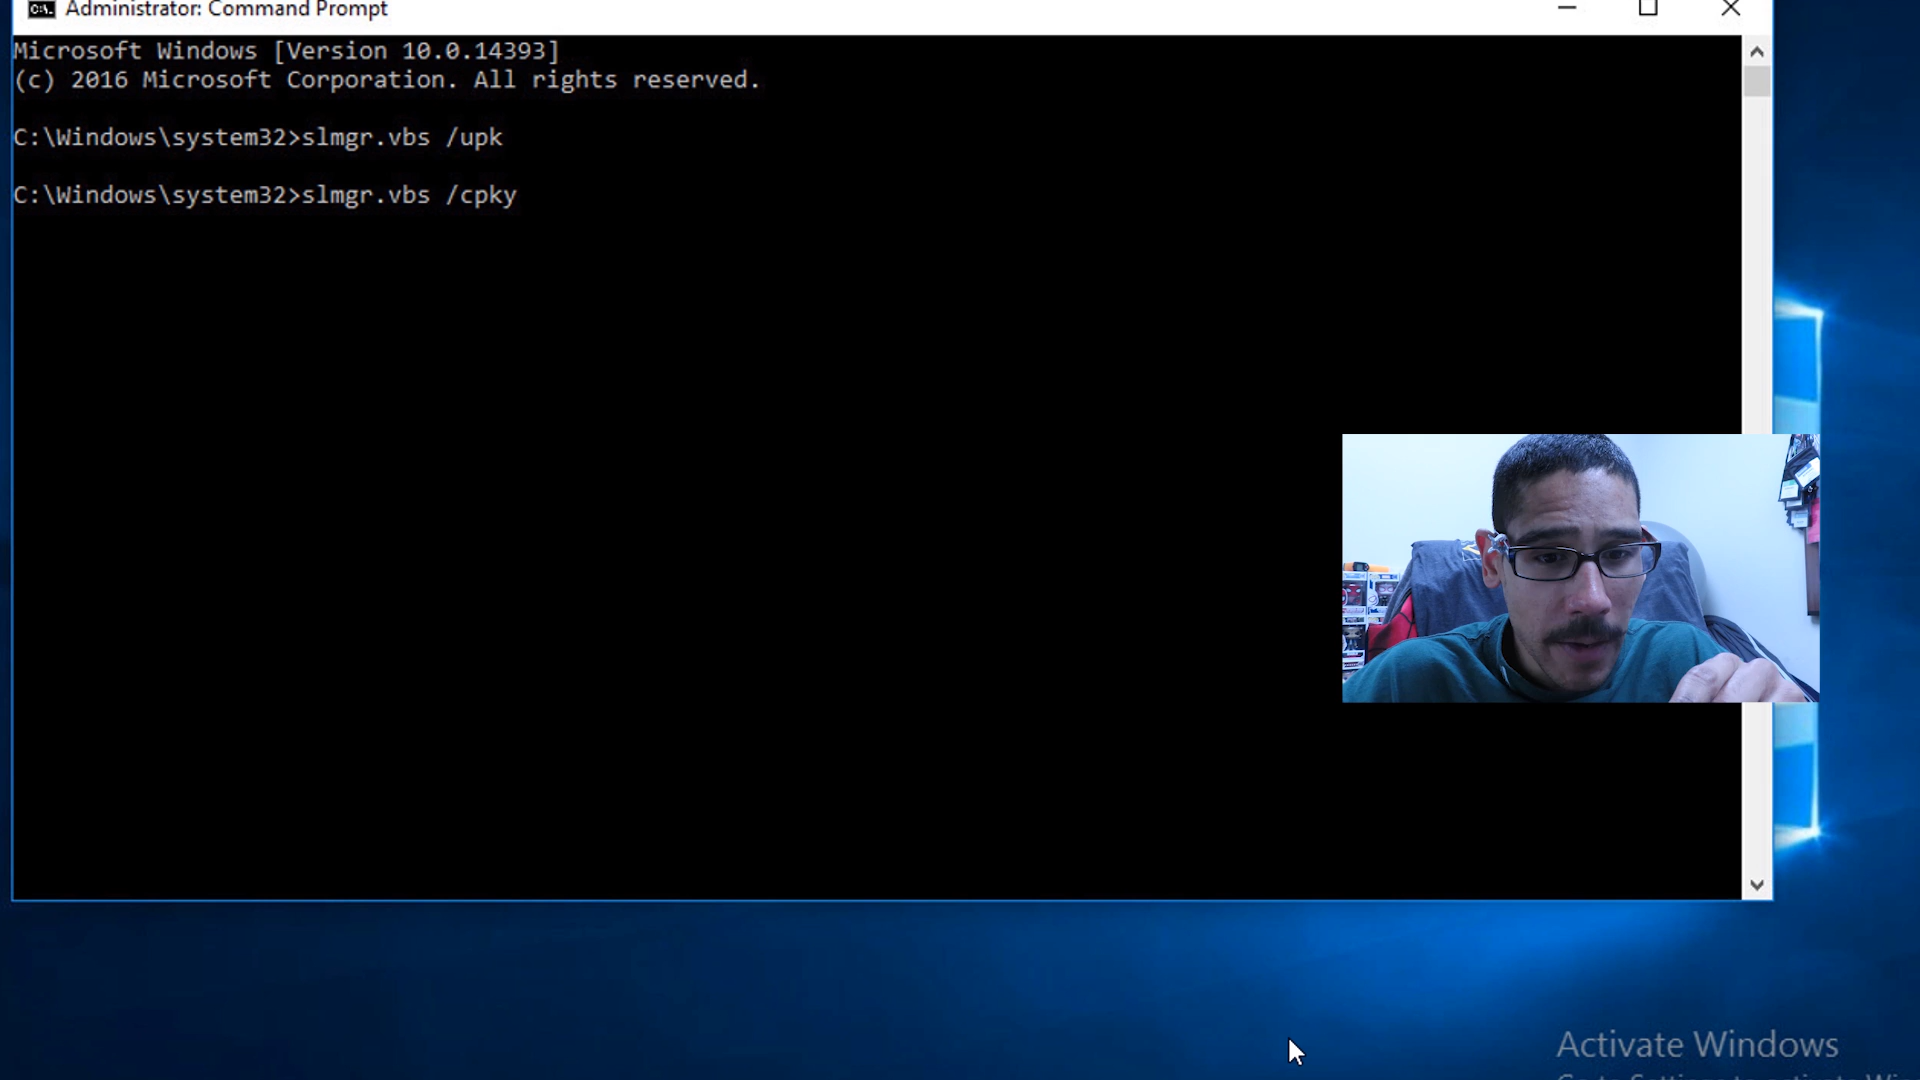 Administrator: Command Prompt
Microsoft Windows [Version 10.0.14393]
(c) 2016 Microsoft Corporation. All rights reserved.
C:\Windows\system32>slmgr.vbs /upk
C:\Windows\system32>slmgr.vbs /cpky
Activate Windows